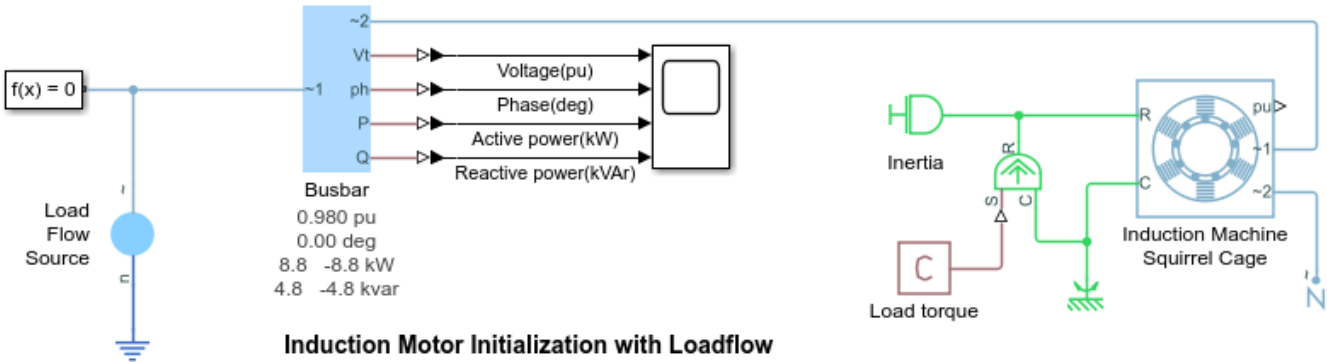 ~2
Vt
Voltage(pu)
f(x) = 0
~1
ph
Phase(deg)
P
Active power(kW)
Q
Reactive power(kVAr)
Busbar
0.980 pu
0.00 deg
8.8 -8.8 kW
4.8 -4.8 kvar
~
Load
Flow
Source
n
Inertia
R
S
C
C
Load torque
R
C
pu
~1
~2
Induction Machine
Squirrel Cage
~
N
Induction Motor Initialization with Loadflow